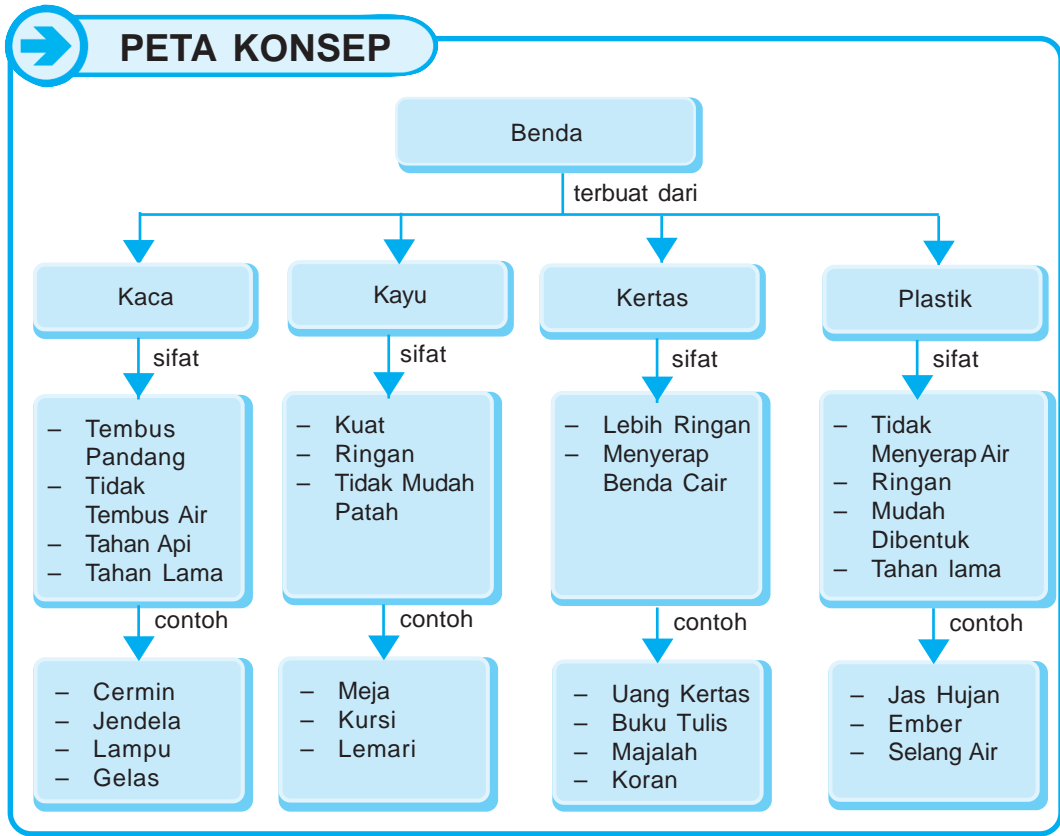 PETA KONSEP
Benda
terbuat dari
Kaca
Kayu
Kertas
Plastik
sifat
sifat
sifat
sifat
– Tembus
Pandang
– Tidak
Tembus Air
– Tahan Api
– Tahan Lama
– Kuat
– Ringan
– Tidak Mudah
Patah
– Lebih Ringan
– Menyerap
Benda Cair
– Tidak
Menyerap Air
– Ringan
– Mudah
Dibentuk
– Tahan lama
contoh
contoh
contoh
contoh
– Cermin
– Jendela
– Lampu
– Gelas
– Meja
– Kursi
– Lemari
– Uang Kertas
– Buku Tulis
– Majalah
– Koran
– Jas Hujan
– Ember
– Selang Air